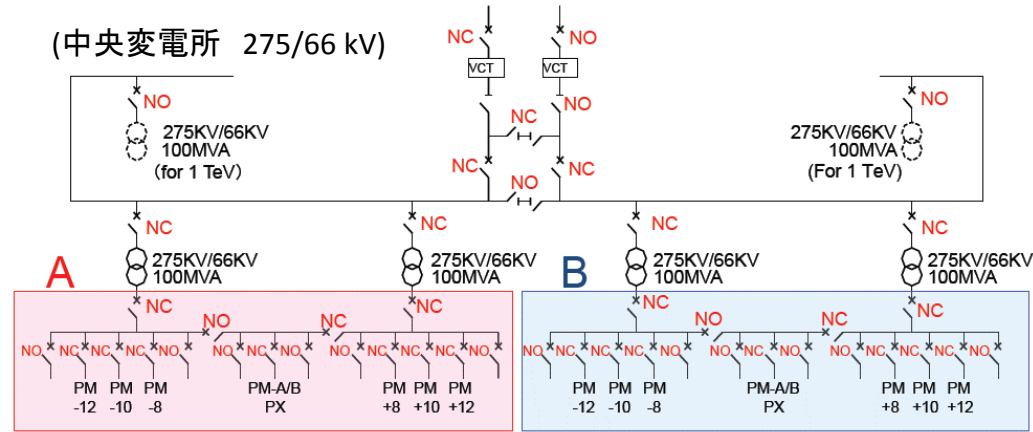 (中央変電所 275/66 kV)
NC NO
VCT VCT
NO NO NO
NC
275KV/66KV 275KV/66KV
100MVA 100MVA
(for 1 TeV) (For 1 TeV)
NC NC
NO
NC NC NC NC
275KV/66KV 275KV/66KV 275KV/66KV 275KV/66KV
100MVA 100MVA 100MVA 100MVA
A B
NC NC NC NC
NO NC NO NC
NO NC NC NC NO NC NC NO NO NC NC NC NO NO NC NC NC NO NC NC NO NO NC NC NC NO
PM PM PM PM-A/B PM PM PM PM PM PM PM-A/B PM PM PM
-12 -10 -8 PX +8 +10 +12 -12 -10 -8 PX +8 +10 +12